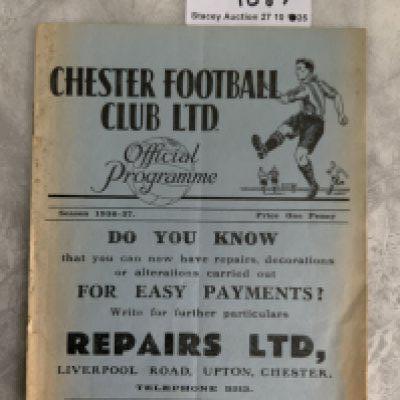 Stacey Auction 27 10
CHESTER FOOTBALL
CLUB LTD.
Official
Programme
Season 1936-37. Price One Penny
DO YOU KNOW
that you can now have repairs, decorations
or alterations carried out
FOR EASY PAYMENTS?
Write for further particulars
REPAIRS LTD,
LIVERPOOL ROAD, UPTON, CHESTER.
TELEPHONE